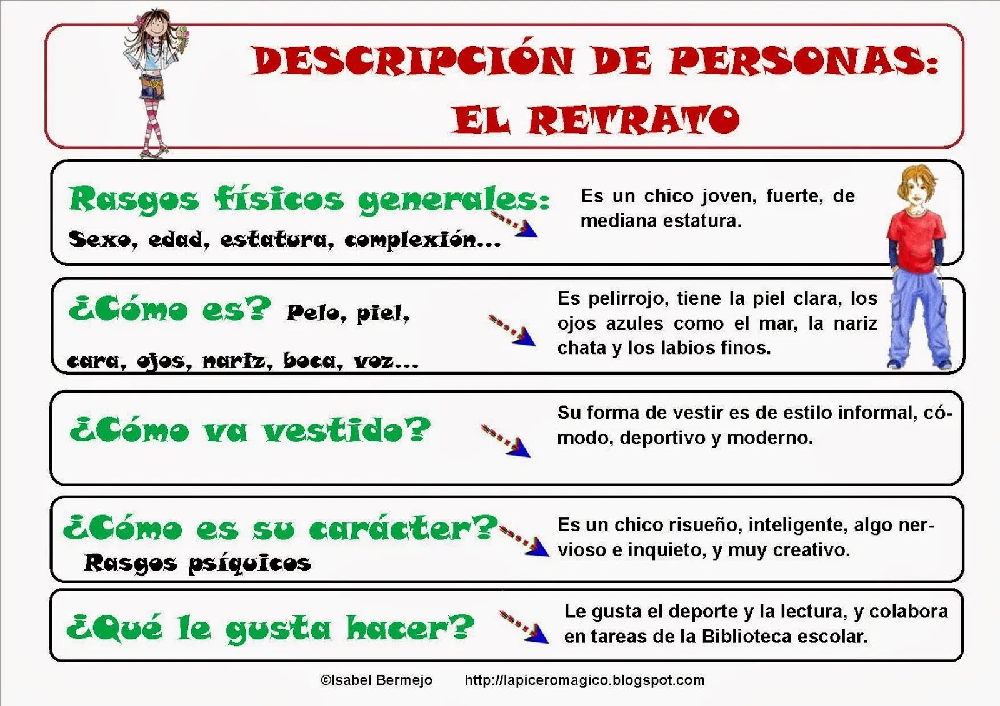 DESCRIPCIÓN DE PERSONAS:
EL RETRATO
Rasgos físicos generales:
Sexo, edad, estatura, complexión...
Es un chico joven, fuerte, de
mediana estatura.
¿Cómo es? Pelo, piel,
cara, ojos, nariz, boca, voz...
Es pelirrojo, tiene la piel clara, los
ojos azules como el mar, la nariz
chata y los labios finos.
¿Cómo va vestido?
Su forma de vestir es de estilo informal, có-
modo, deportivo y moderno.
¿Cómo es su carácter?
Rasgos psíquicos
Es un chico risueño, inteligente, algo ner-
vioso e inquieto, y muy creativo.
¿Qué le gusta hacer?
Le gusta el deporte y la lectura, y colabora
en tareas de la Biblioteca escolar.
©Isabel Bermejo http://lapiceromagico.blogspot.com